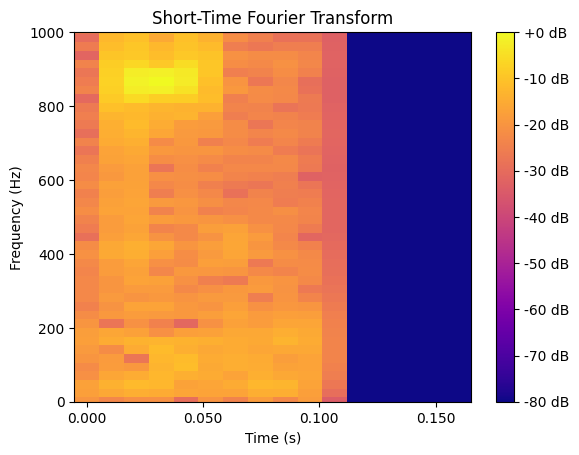 Short-Time Fourier Transform
1000
800
600
400
200
0
Frequency (Hz)
0.000
0.050
0.100
0.150
Time (s)
+0 dB
-10 dB
-20 dB
-30 dB
-40 dB
-50 dB
-60 dB
-70 dB
-80 dB